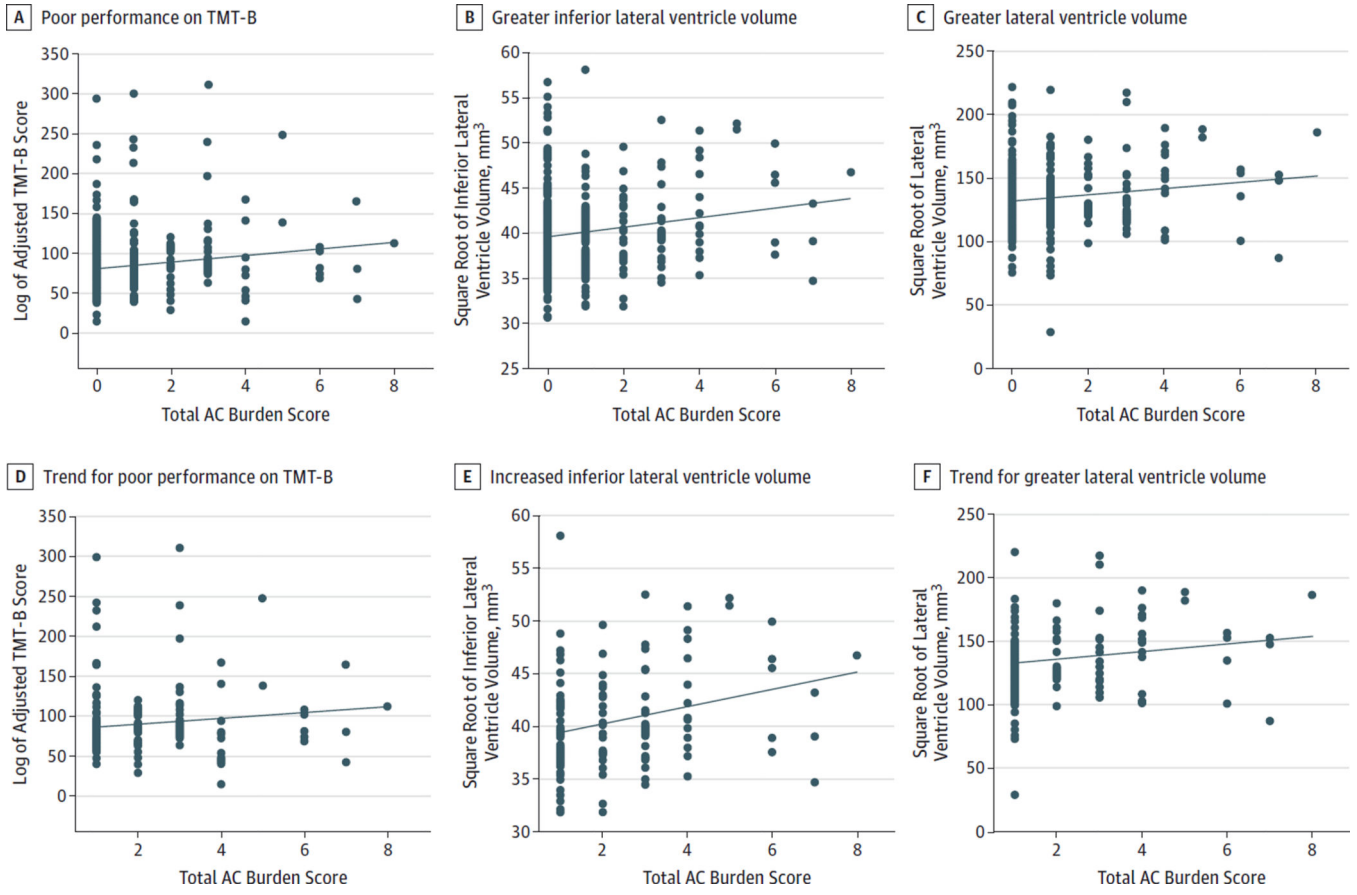 A Poor performance on TMT-B
350
300
250
200
150
100
50
0
Log of Adjusted TMT-B Score
0 2 4 6 8
Total AC Burden Score
B Greater inferior lateral ventricle volume
60
55
50
45
40
35
30
25
Square Root of Inferior Lateral
Ventricle Volume, mm³
0 2 4 6 8
Total AC Burden Score
C Greater lateral ventricle volume
250
200
150
100
50
0
Square Root of Lateral
Ventricle Volume, mm³
0 2 4 6 8
Total AC Burden Score
D Trend for poor performance on TMT-B
350
300
250
200
150
100
50
0
Log of Adjusted TMT-B Score
2 4 6 8
Total AC Burden Score
E Increased inferior lateral ventricle volume
60
55
50
45
40
35
30
Square Root of Inferior Lateral
Ventricle Volume, mm³
2 4 6 8
Total AC Burden Score
F Trend for greater lateral ventricle volume
250
200
150
100
50
0
Square Root of Lateral
Ventricle Volume, mm³
2 4 6 8
Total AC Burden Score